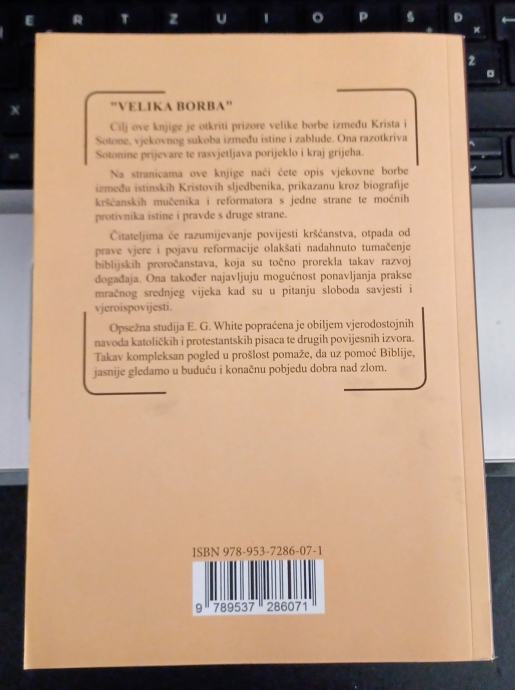 E R T Z U I O P Š Đ
Ž
X
"VELIKA BORBA"
Cilj ove knjige je otkriti prizore velike borbe između Krista i
Sotone, vjekovnog sukoba između istine i zablude. Ona razotkriva
Sotonine prijevare te rasvjetljava porijeklo i kraj grijeha.
Na stranicama ove knjige naći ćete opis vjekovne borbe
između istinskih Kristovih sljedbenika, prikazanu kroz biografije
kršćanskih mučenika i reformatora s jedne strane te moćnih
protivnika istine i pravde s druge strane.
Čitateljima će razumijevanje povijesti kršćanstva, otpada od
prave vjere i pojavu reformacije olakšati nadahnuto tumačenje
biblijskih proročanstava, koja su točno prorekla takav razvoj
događaja. Ona također najavljuju mogućnost ponavljanja prakse
mračnog srednjeg vijeka kad su u pitanju sloboda savjesti i
vjeroispovijesti.
Opsežna studija E. G. White popraćena je obiljem vjerodostojnih
navoda katoličkih i protestantskih pisaca te drugih povijesnih izvora.
Takav kompleksan pogled u prošlost pomaže, da uz pomoć Biblije,
jasnije gledamo u buduću i konačnu pobjedu dobra nad zlom.
ISBN 978-953-7286-07-1
9 789537 286071